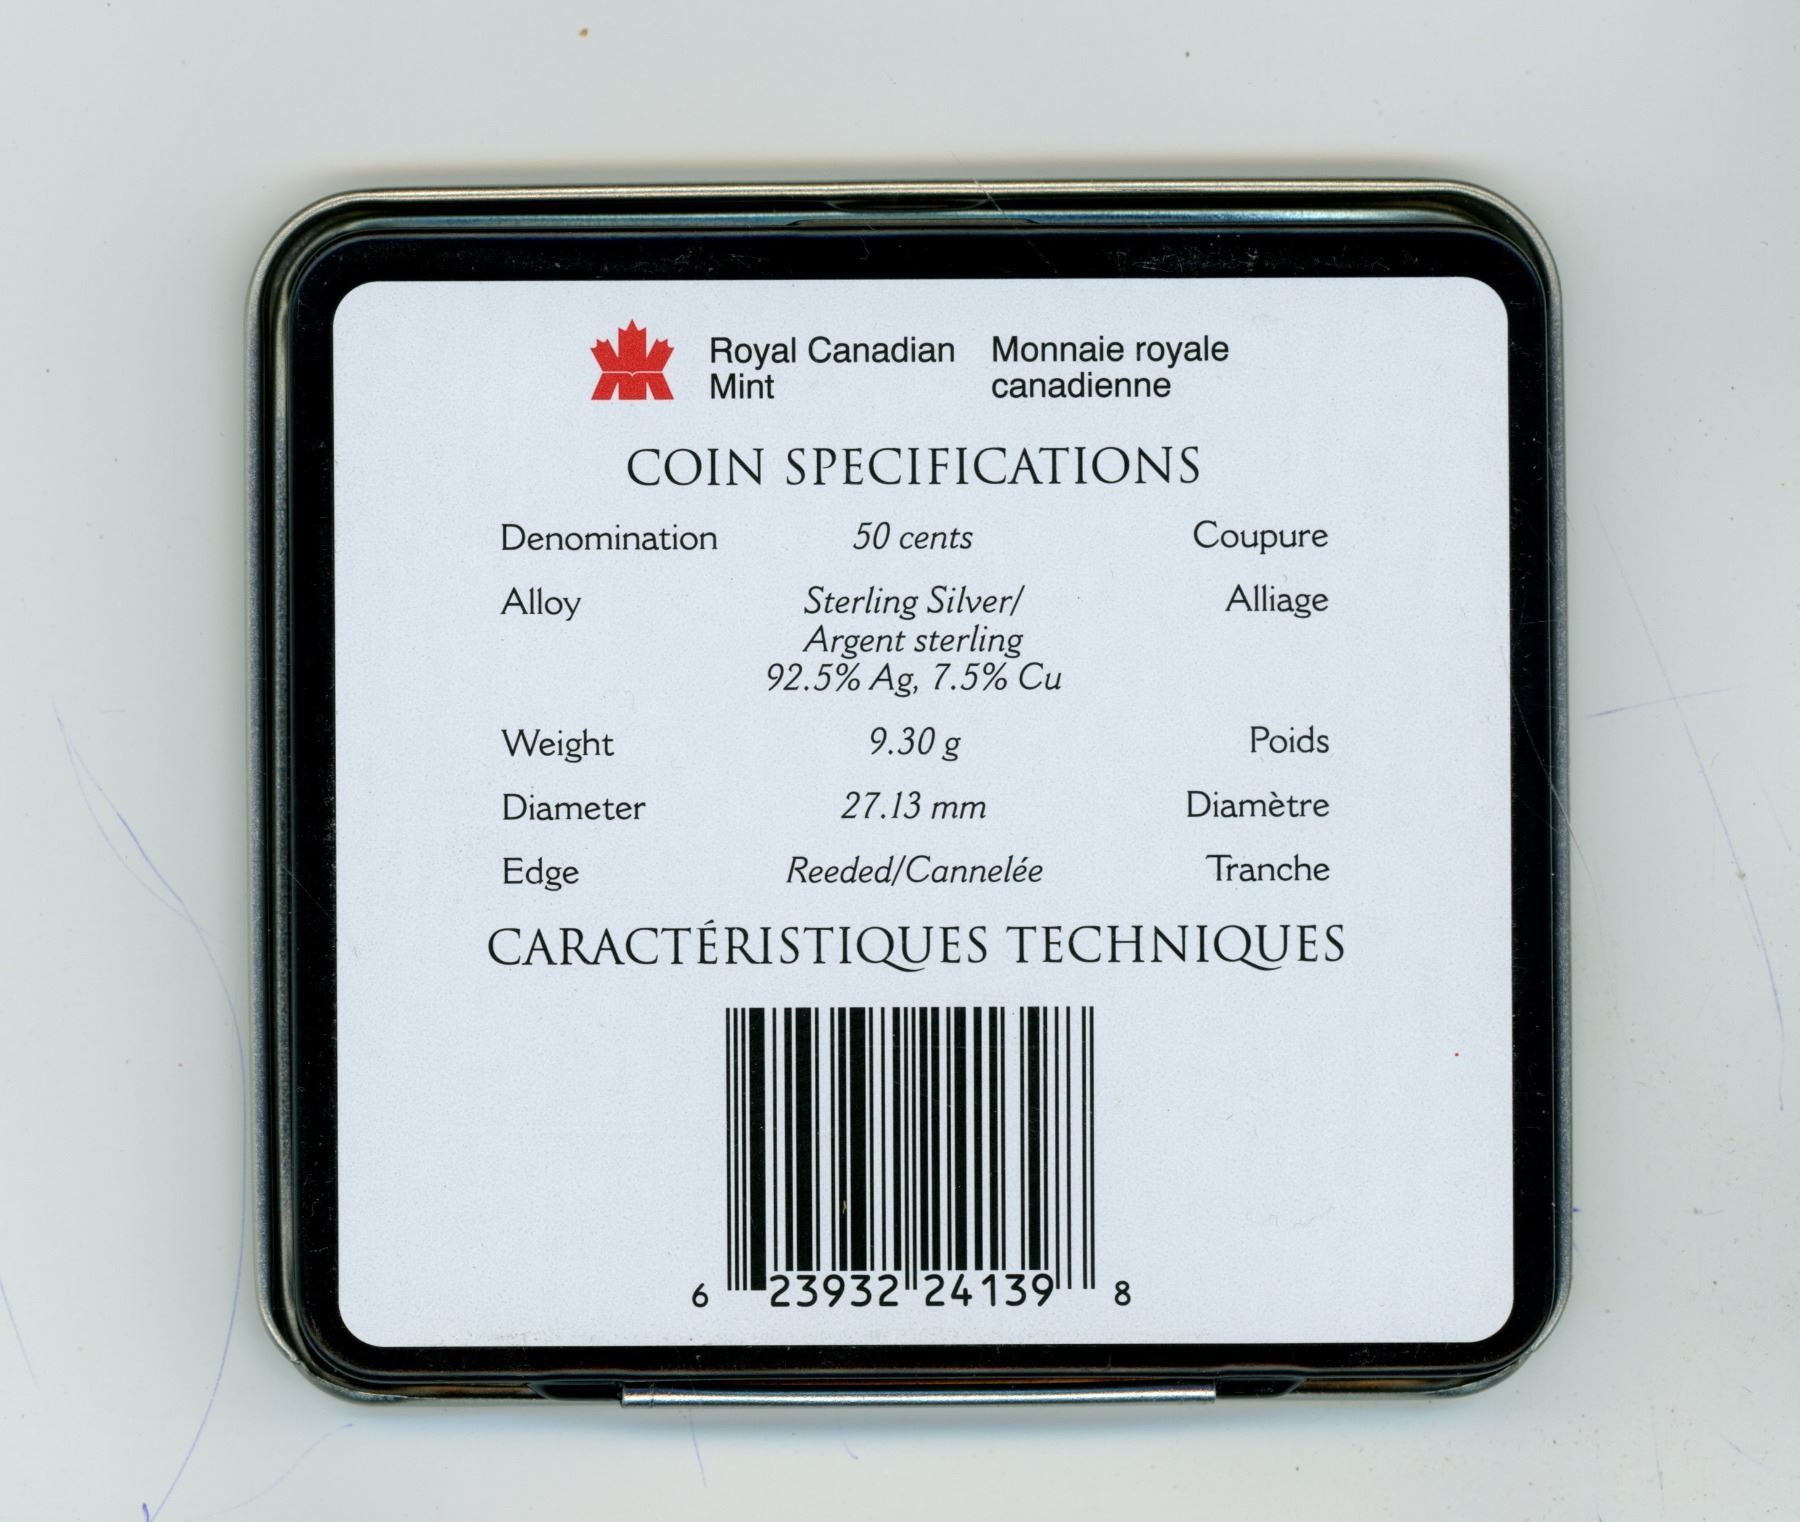 Royal Canadian Mint
Monnaie royale canadienne
COIN SPECIFICATIONS
Denomination 50 cents Coupure
Alloy Sterling Silver/ Alliage
Argent sterling
92.5% Ag, 7.5% Cu
Weight 9.30 g Poids
Diameter 27.13 mm Diamètre
Edge Reeded/Cannelée Tranche
CARACTÉRISTIQUES TECHNIQUES
6 23932 24139 8